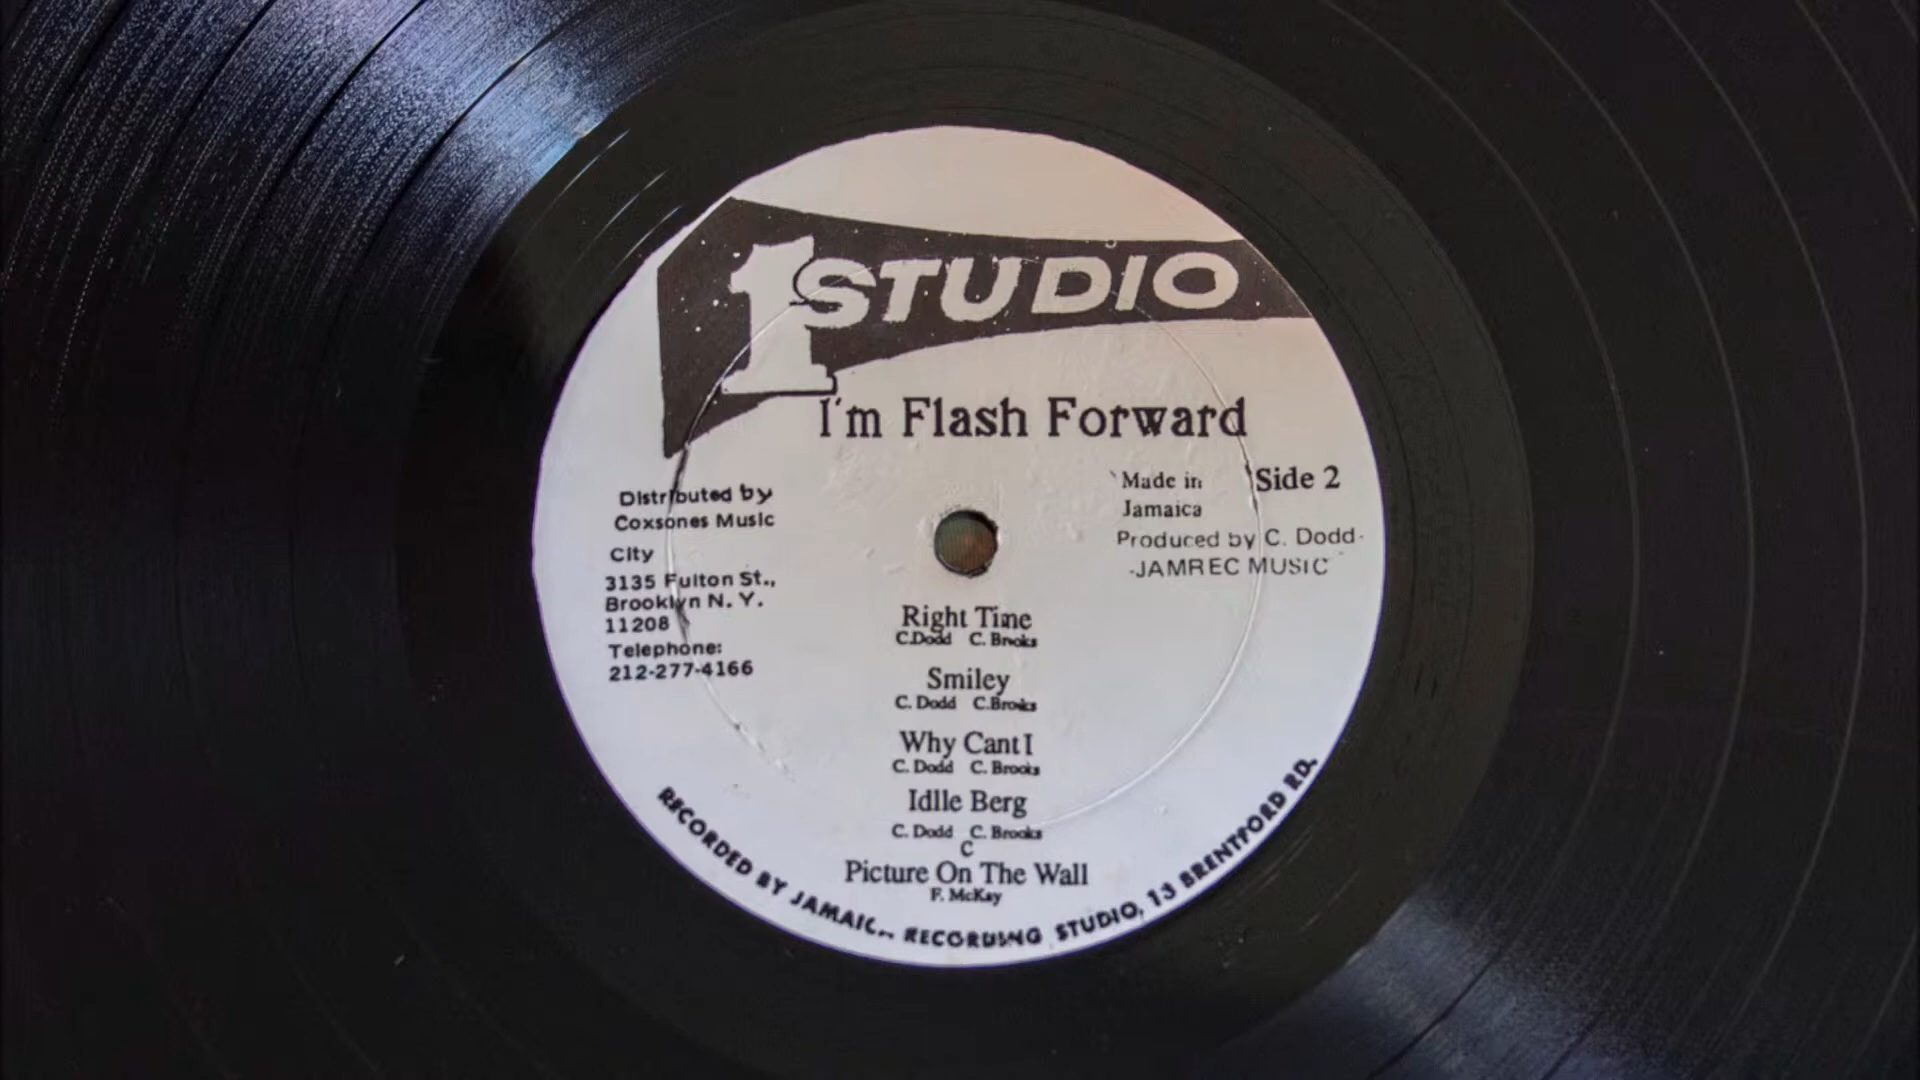 1 STUDIO
I'm Flash Forward
Distributed by
Coxsones Music
City
3135 Fulton St.,
Brooklyn N. Y.
11208
Telephone:
212-277-4166
Made in
Jamaica
Side 2
Produced by C. Dodd
JAMREC MUSIC
Right Time
C.Dodd C. Brooks
Smiley
C. Dodd C.Brooks
Why Cant I
C. Dodd C. Brooks
Idlle Berg
C. Dodd C. Brooks
C
Picture On The Wall
F. McKay
RECORDED BY JAMAIC.. RECORDING STUDIO, 13 BRENTFORD RD.